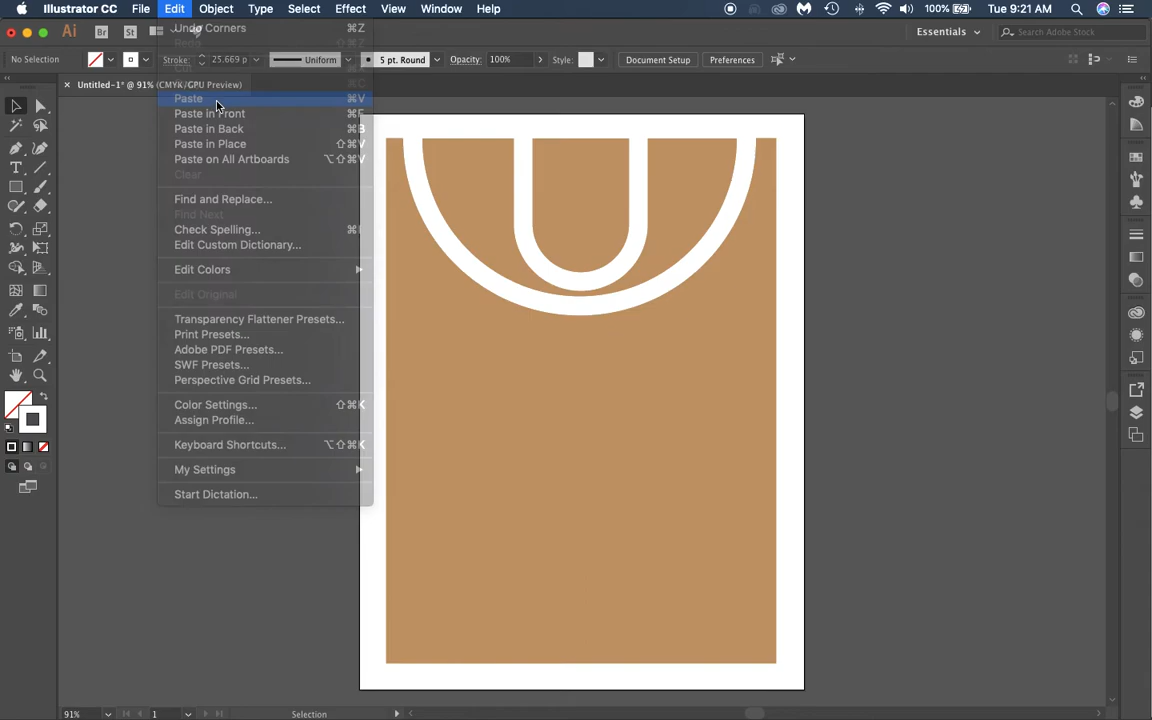 Illustrator CC File Edit Object Type Select Effect View Window Help 100% Tue 9:21 AM
Ai Br St Essentials Search Adobe Stock
No Selection Stroke: 25.669 p Uniform 5 pt. Round Opacity: 100% Style: Document Setup Preferences
× Untitled-1* @ 91% (CMYK/GPU Preview)
Undo Corners ⌘Z
Redo ⇧⌘Z
Cut ⌘X
Paste ⌘V
Paste in Front ⌘F
Paste in Back ⌘B
Paste in Place ⇧⌘V
Paste on All Artboards ⌥⇧⌘V
Clear
Find and Replace...
Find Next
Check Spelling... ⌘I
Edit Custom Dictionary...
Edit Colors
Edit Original
Transparency Flattener Presets...
Print Presets...
Adobe PDF Presets...
SWF Presets...
Perspective Grid Presets...
Color Settings... ⇧⌘K
Assign Profile...
Keyboard Shortcuts... ⌥⇧⌘K
My Settings
Start Dictation...
91% 1 Selection